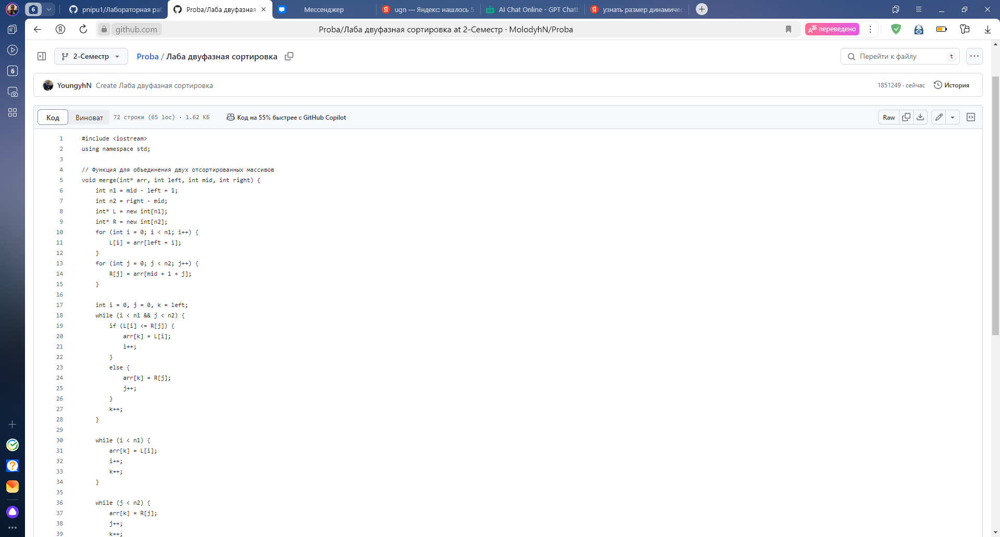 6
pnipu1/Лабораторная ра
Proba/Лаба двуфазная
Мессенджер
ugn — Яндекс нашлось 5
AI Chat Online - GPT Chatb
узнать размер динамичес
github.com
Proba/Лаба двуфазная сортировка at 2-Семестр · MolodyhN/Proba
переведено
6
2-Семестр
Proba / Лаба двуфазная сортировка
Перейти к файлу
t
YoungyhN Create Лаба двуфазная сортировка
1851249 · сейчас
История
Код
Виноват
72 строки (65 loc) · 1.62 КБ
Код на 55% быстрее с GitHub Copilot
Raw
1 #include <iostream>
2 using namespace std;
3
4 // Функция для объединения двух отсортированных массивов
5 void merge(int* arr, int left, int mid, int right) {
6 int n1 = mid - left + 1;
7 int n2 = right - mid;
8 int* L = new int[n1];
9 int* R = new int[n2];
10 for (int i = 0; i < n1; i++) {
11 L[i] = arr[left + i];
12 }
13 for (int j = 0; j < n2; j++) {
14 R[j] = arr[mid + 1 + j];
15 }
16
17 int i = 0, j = 0, k = left;
18 while (i < n1 && j < n2) {
19 if (L[i] <= R[j]) {
20 arr[k] = L[i];
21 i++;
22 }
23 else {
24 arr[k] = R[j];
25 j++;
26 }
27 k++;
28 }
29
30 while (i < n1) {
31 arr[k] = L[i];
32 i++;
33 k++;
34 }
35
36 while (j < n2) {
37 arr[k] = R[j];
38 j++;
39 k++;